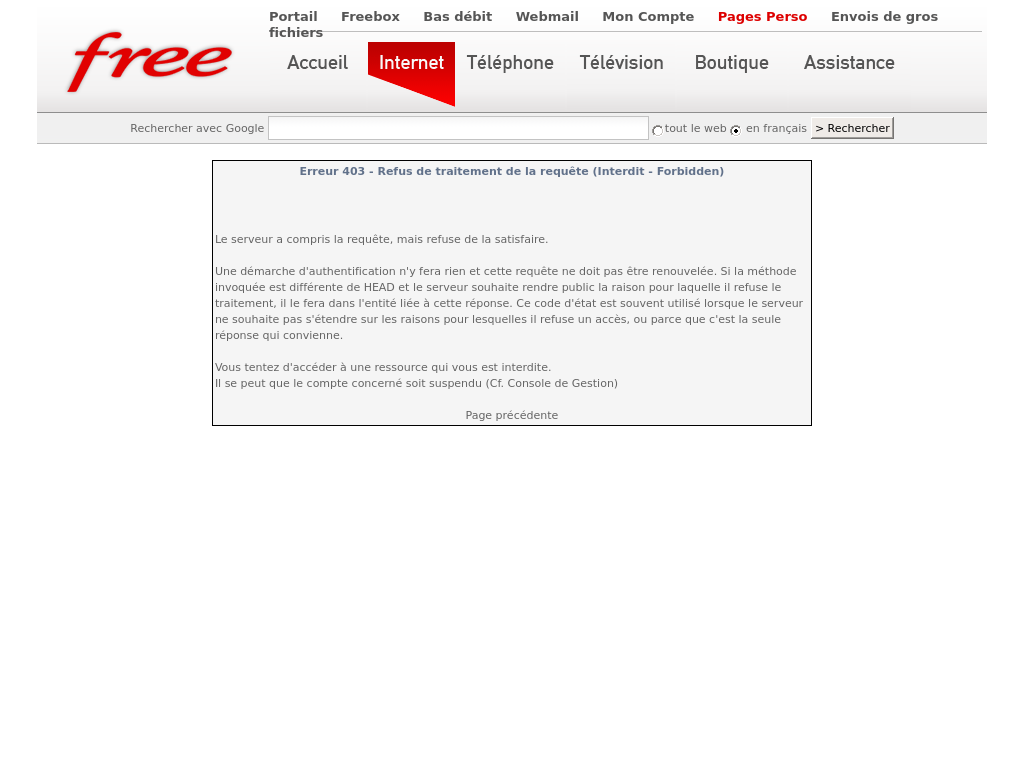 Portail Freebox Bas débit Webmail Mon Compte Pages Perso Envois de gros
fichiers
free
Accueil Internet Téléphone Télévision Boutique Assistance
Rechercher avec Google tout le web en français > Rechercher
Erreur 403 - Refus de traitement de la requête (Interdit - Forbidden)
Le serveur a compris la requête, mais refuse de la satisfaire.
Une démarche d'authentification n'y fera rien et cette requête ne doit pas être renouvelée. Si la méthode
invoquée est différente de HEAD et le serveur souhaite rendre public la raison pour laquelle il refuse le
traitement, il le fera dans l'entité liée à cette réponse. Ce code d'état est souvent utilisé lorsque le serveur
ne souhaite pas s'étendre sur les raisons pour lesquelles il refuse un accès, ou parce que c'est la seule
réponse qui convienne.
Vous tentez d'accéder à une ressource qui vous est interdite.
Il se peut que le compte concerné soit suspendu (Cf. Console de Gestion)
Page précédente